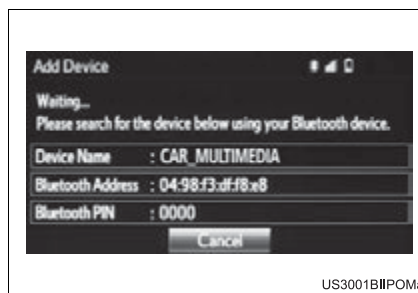 Add Device
Waiting...
Please search for the device below using your Bluetooth device.
Device Name : CAR_MULTIMEDIA
Bluetooth Address : 04:98:f3:df:f8:e8
Bluetooth PIN : 0000
Cancel
US3001BⅡPOMa